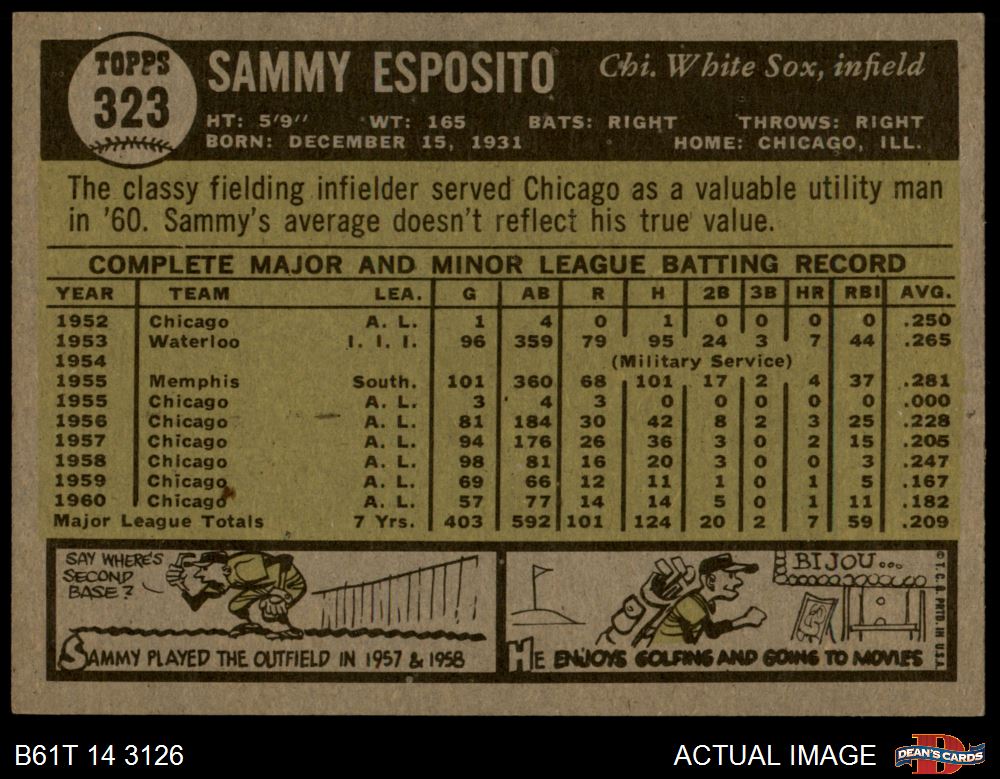 TOPPS
323
SAMMY ESPOSITO Chi. White Sox, infield
HT: 5'9" WT: 165 BATS: RIGHT THROWS: RIGHT
BORN: DECEMBER 15, 1931 HOME: CHICAGO, ILL.
The classy fielding infielder served Chicago as a valuable utility man
in '60. Sammy's average doesn't reflect his true value.
COMPLETE MAJOR AND MINOR LEAGUE BATTING RECORD
YEAR TEAM LEA. G AB R H 2B 3B HR RBI AVG.
1952 Chicago A. L. 1 4 0 1 0 0 0 0 .250
1953 Waterloo I. I. I. 96 359 79 95 24 3 7 44 .265
1954 (Military Service)
1955 Memphis South. 101 360 68 101 17 2 4 37 .281
1955 Chicago A. L. 3 4 3 0 0 0 0 0 .000
1956 Chicago A. L. 81 184 30 42 8 2 3 25 .228
1957 Chicago A. L. 94 176 26 36 3 0 2 15 .205
1958 Chicago A. L. 98 81 16 20 3 0 0 3 .247
1959 Chicago A. L. 69 66 12 11 1 0 1 5 .167
1960 Chicago A. L. 57 77 14 14 5 0 1 11 .182
Major League Totals 7 Yrs. 403 592 101 124 20 2 7 59 .209
SAY WHERE'S
SECOND
BASE?
SAMMY PLAYED THE OUTFIELD IN 1957 & 1958
BIJOU...
HE ENJOYS GOLFING AND GOING TO MOVIES
© T.C.G. PRTD. IN U.S.A.
B61T 14 3126
ACTUAL IMAGE
D
DEAN'S CARDS